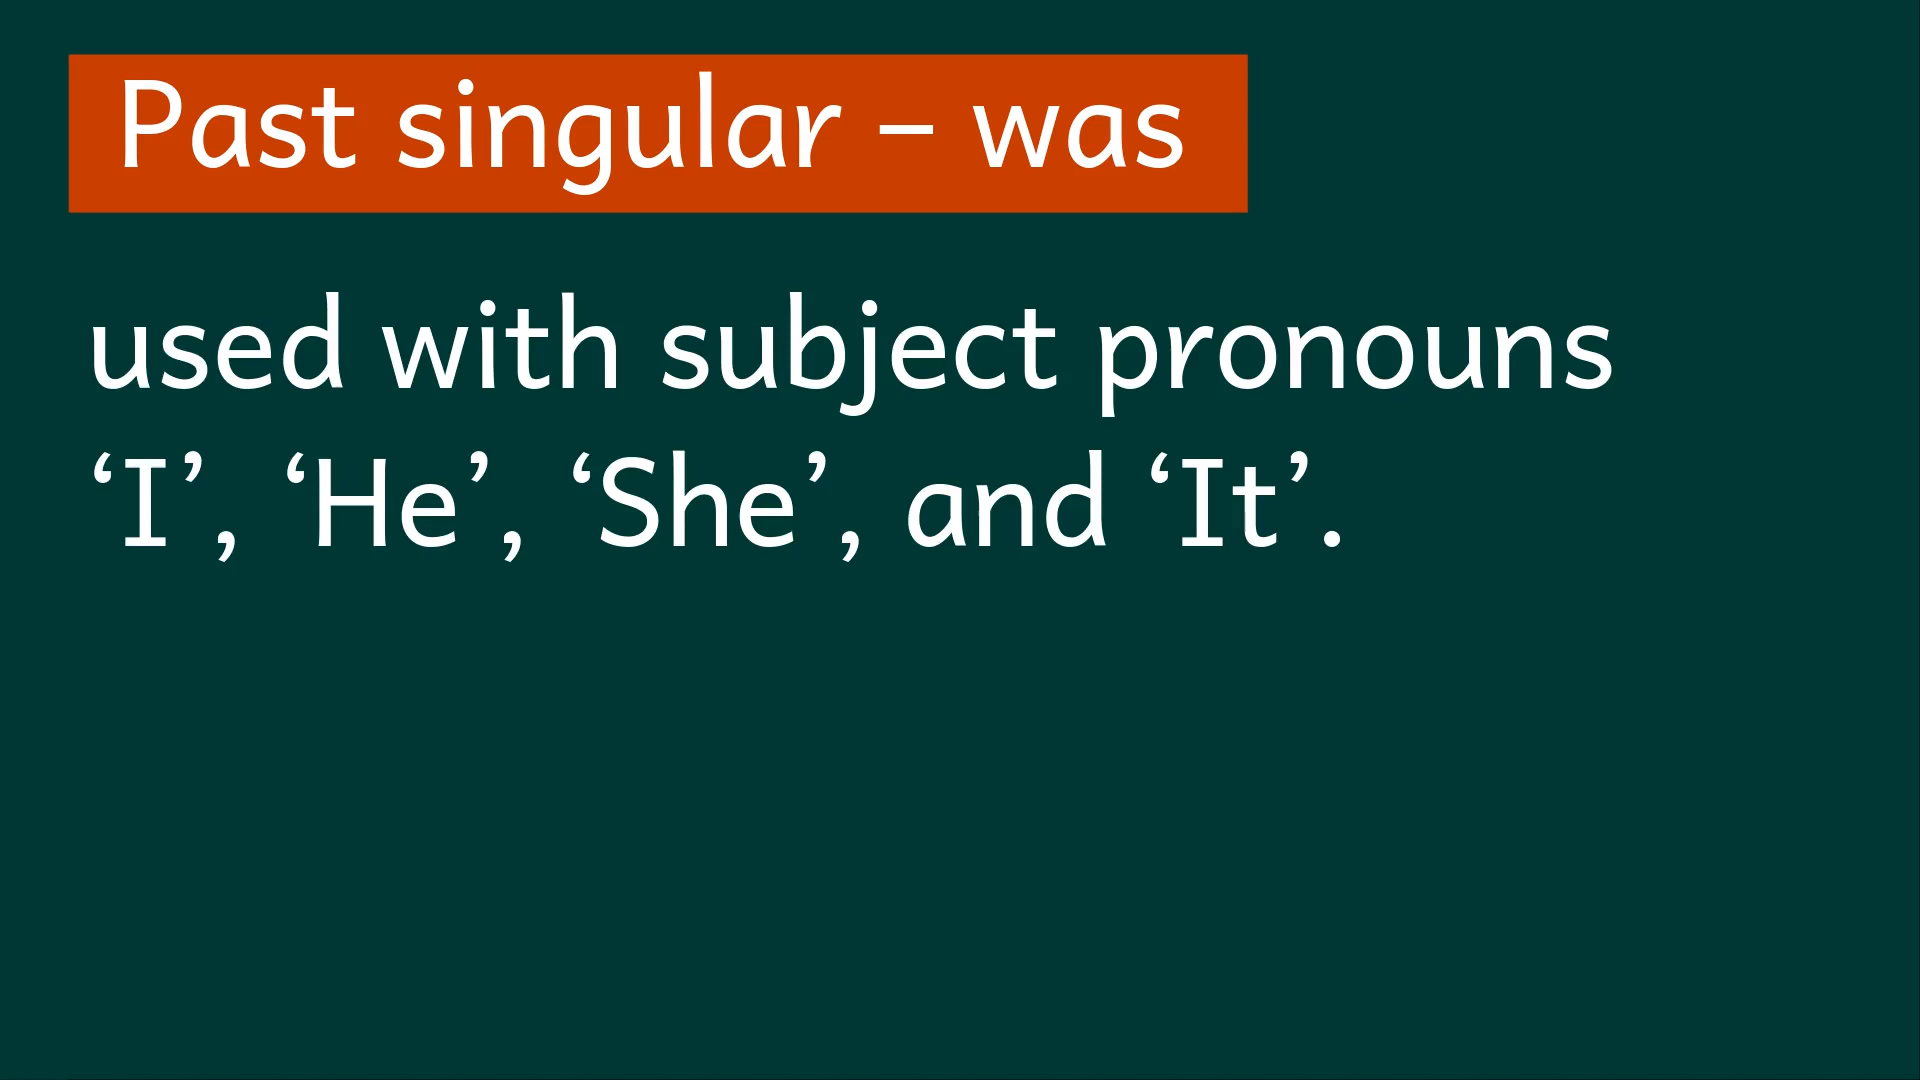 Past singular – was
used with subject pronouns
‘I’, ‘He’, ‘She’, and ‘It’.